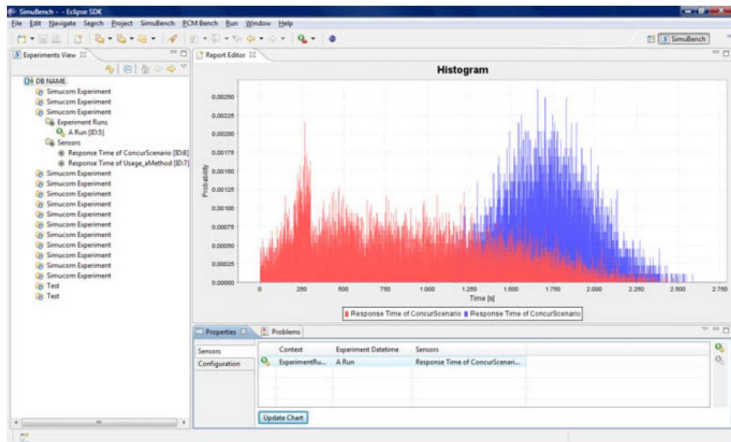 SimuBench - - Eclipse SDK
File Edit Navigate Search Project SimuBench PCM Bench Run Window Help
SimuBench
Experiments View
DB NAME
Simucom Experiment
Simucom Experiment
Simucom Experiment
Experiment Runs
A Run [ID:5]
Sensors
Response Time of ConcurScenario [ID:8]
Response Time of Usage_aMethod [ID:7]
Simucom Experiment
Simucom Experiment
Simucom Experiment
Simucom Experiment
Simucom Experiment
Simucom Experiment
Simucom Experiment
Simucom Experiment
Simucom Experiment
Simucom Experiment
Simucom Experiment
Test
Test
Report Editor
Histogram
Probability
0.00250
0.00225
0.00200
0.00175
0.00150
0.00125
0.00100
0.00075
0.00050
0.00025
0.00000
0 250 500 750 1.000 1.250 1.500 1.750 2.000 2.250 2.500 2.750
Time [s]
Response Time of ConcurScenario Response Time of ConcurScenario
Properties Problems
Sensors
Configuration
Context Experiment Datetime Sensors
ExperimentRu... A Run Response Time of ConcurScenari...
Update Chart